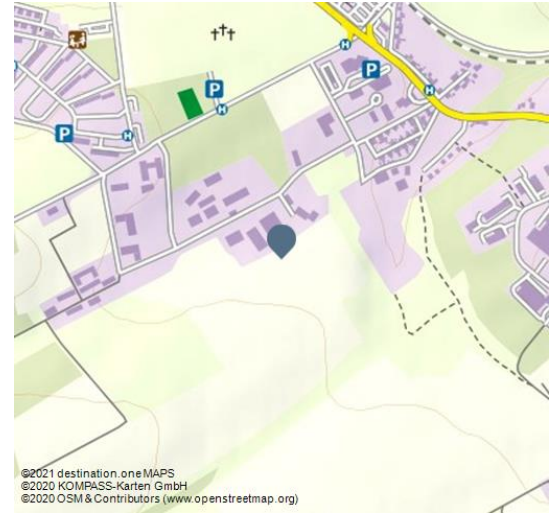 P
H
P
H
H
P
H
©2021 destination.one MAPS
©2020 KOMPASS-Karten GmbH
©2020 OSM & Contributors (www.openstreetmap.org)